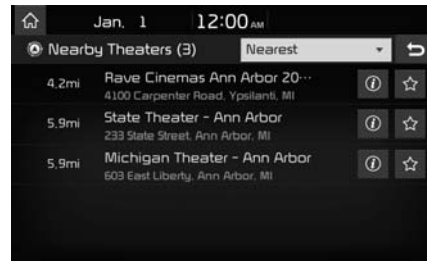 Jan. 1 12:00 AM
Nearby Theaters (3) Nearest
4.2mi Rave Cinemas Ann Arbor 20···
4100 Carpenter Road, Ypsilanti, MI
5.9mi State Theater - Ann Arbor
233 State Street, Ann Arbor, MI
5.9mi Michigan Theater - Ann Arbor
603 East Liberty, Ann Arbor, MI